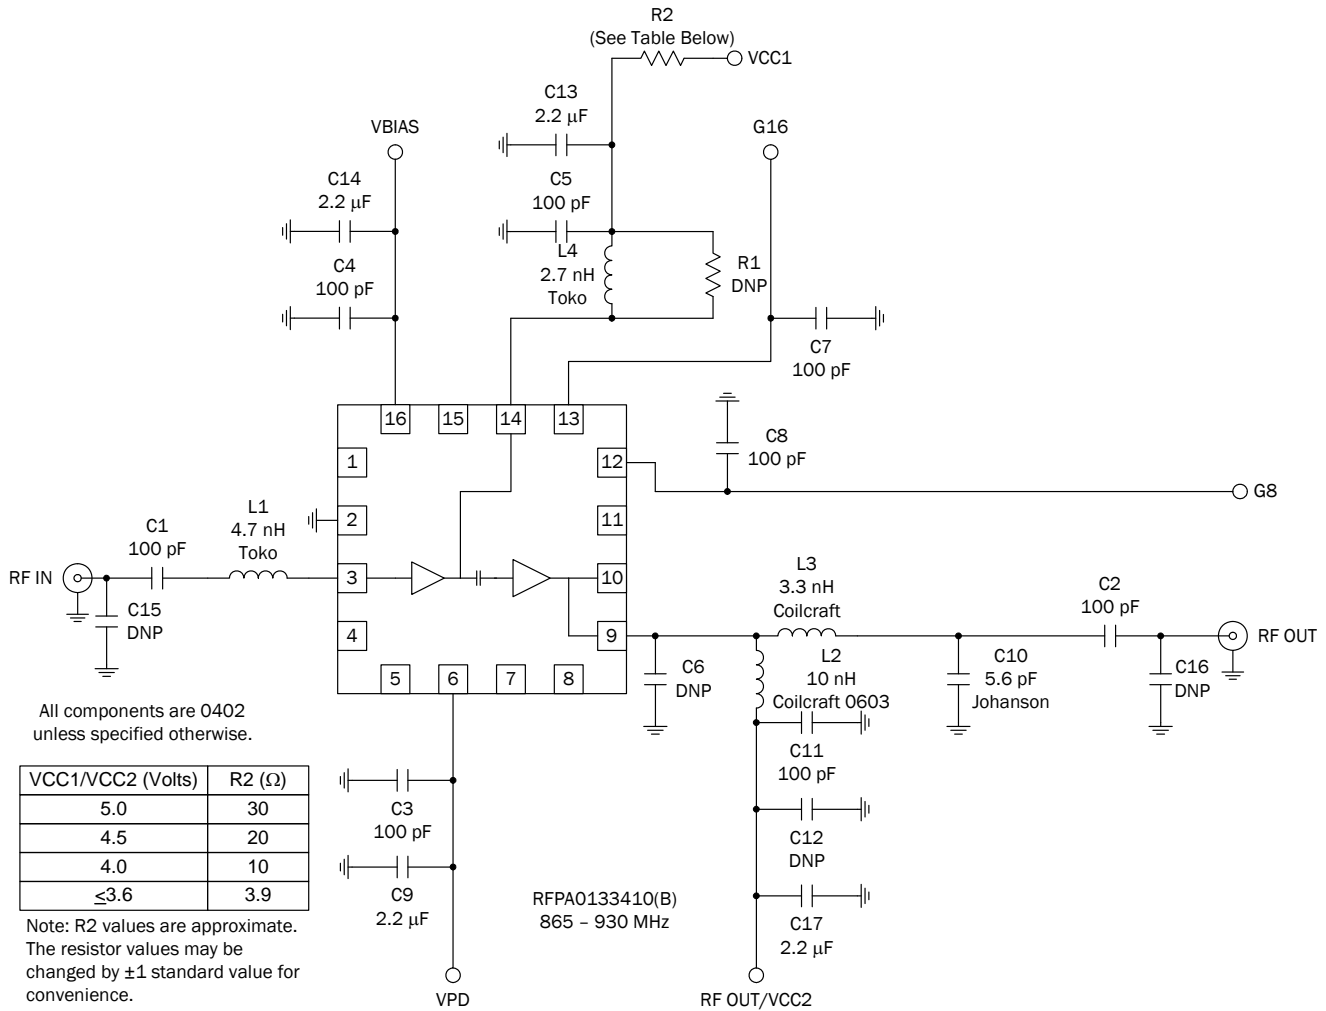 R2
(See Table Below)
VCC1
C13
2.2 μF
VBIAS
G16
C14
2.2 μF
C5
100 pF
L4
2.7 nH
Toko
R1
DNP
C4
100 pF
C7
100 pF
16
15
14
13
1
2
3
4
12
11
10
9
5
6
7
8
C8
100 pF
G8
L1
4.7 nH
Toko
C1
100 pF
RF IN
C15
DNP
L3
3.3 nH
Coilcraft
C2
100 pF
RF OUT
C6
DNP
L2
10 nH
Coilcraft 0603
C10
5.6 pF
Johanson
C16
DNP
C11
100 pF
C12
DNP
C17
2.2 μF
RF OUT/VCC2
C3
100 pF
C9
2.2 μF
VPD
RFPA0133410(B)
865 – 930 MHz
All components are 0402
unless specified otherwise.
VCC1/VCC2 (Volts) R2 (Ω)
5.0 30
4.5 20
4.0 10
≤3.6 3.9
Note: R2 values are approximate.
The resistor values may be
changed by ±1 standard value for
convenience.